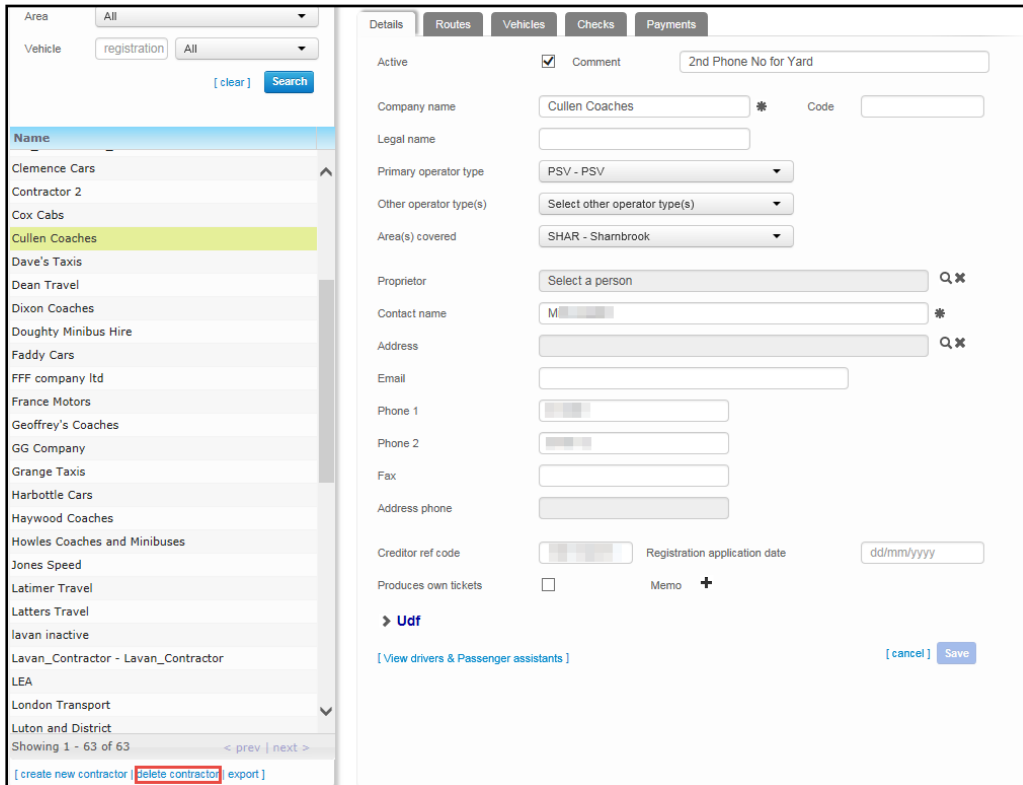 Area All
Vehicle registration All
[ clear ] Search
Name
Clemence Cars
Contractor 2
Cox Cabs
Cullen Coaches
Dave's Taxis
Dean Travel
Dixon Coaches
Doughty Minibus Hire
Faddy Cars
FFF company ltd
France Motors
Geoffrey's Coaches
GG Company
Grange Taxis
Harbottle Cars
Haywood Coaches
Howles Coaches and Minibuses
Jones Speed
Latimer Travel
Latters Travel
lavan inactive
Lavan_Contractor - Lavan_Contractor
LEA
London Transport
Luton and District
Showing 1 - 63 of 63 < prev | next >
[ create new contractor | delete contractor | export ]
Details Routes Vehicles Checks Payments
Active Comment 2nd Phone No for Yard
Company name Cullen Coaches Code
Legal name
Primary operator type PSV - PSV
Other operator type(s) Select other operator type(s)
Area(s) covered SHAR - Sharnbrook
Proprietor Select a person
Contact name M
Address
Email
Phone 1
Phone 2
Fax
Address phone
Creditor ref code Registration application date dd/mm/yyyy
Produces own tickets Memo
Udf
[ View drivers & Passenger assistants ] [ cancel ] Save